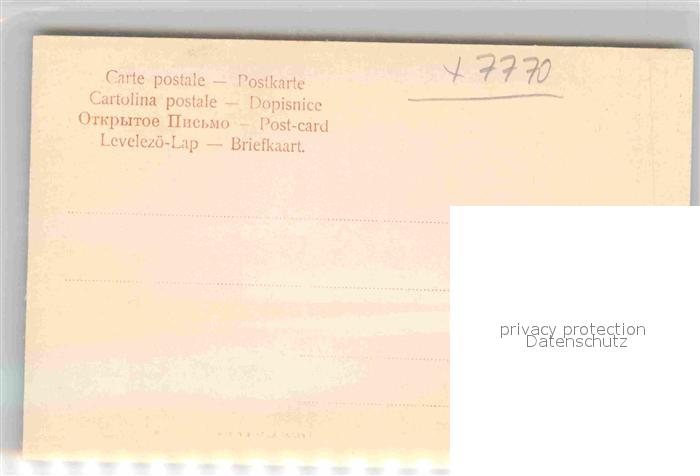 Carte postale — Postkarte
x 7770
Cartolina postale — Dopisnice
Открытое Письмо — Post-card
Levelezö-Lap — Briefkaart.
privacy protection
Datenschutz